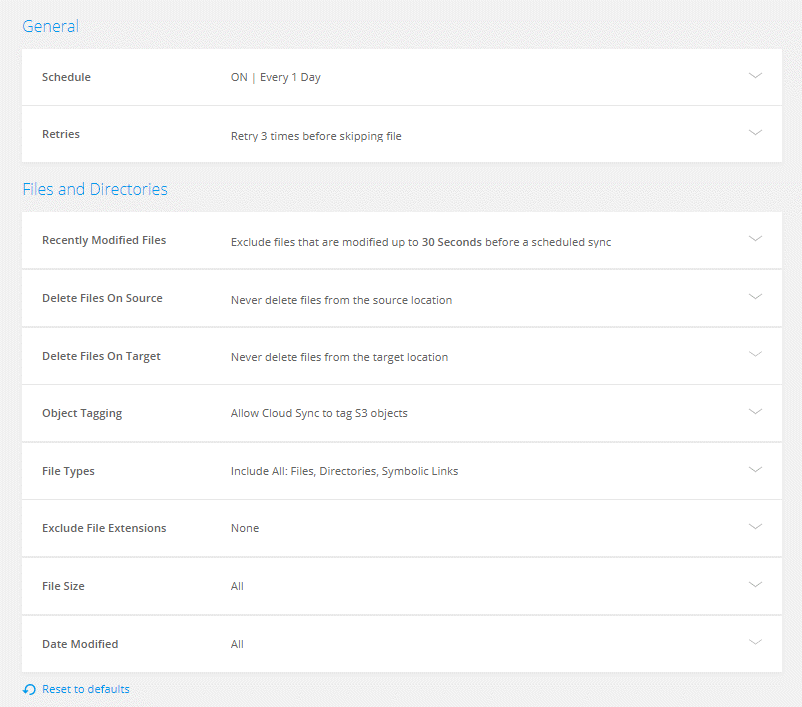 General
Schedule ON | Every 1 Day
Retries Retry 3 times before skipping file
Files and Directories
Recently Modified Files Exclude files that are modified up to 30 Seconds before a scheduled sync
Delete Files On Source Never delete files from the source location
Delete Files On Target Never delete files from the target location
Object Tagging Allow Cloud Sync to tag S3 objects
File Types Include All: Files, Directories, Symbolic Links
Exclude File Extensions None
File Size All
Date Modified All
Reset to defaults